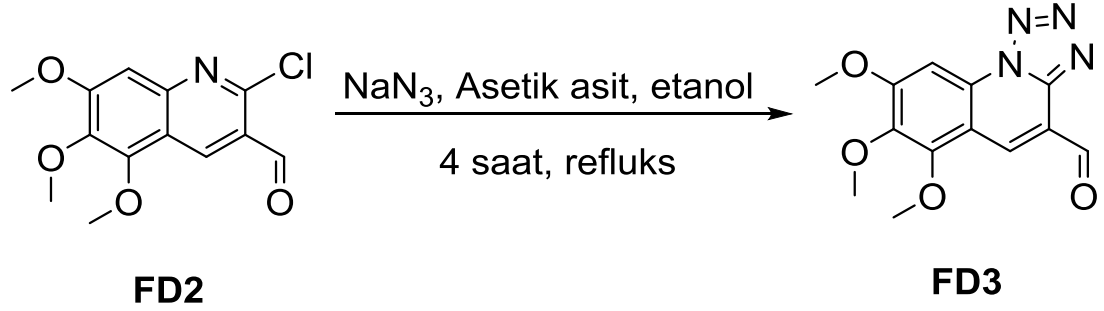 N=N
O
N
Cl
NaN₃, Asetik asit, etanol
O
N
N
O
O
O
4 saat, refluks
O
O
O
FD2
FD3